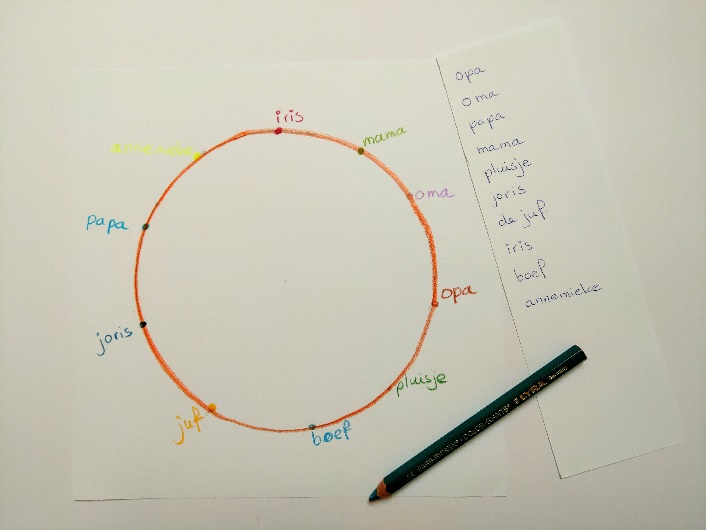 iris
mama
oma
opa
pluisje
boef
juf
joris
papa
annemieke
opa
oma
papa
mama
pluisje
joris
de juf
iris
boef
annemieke